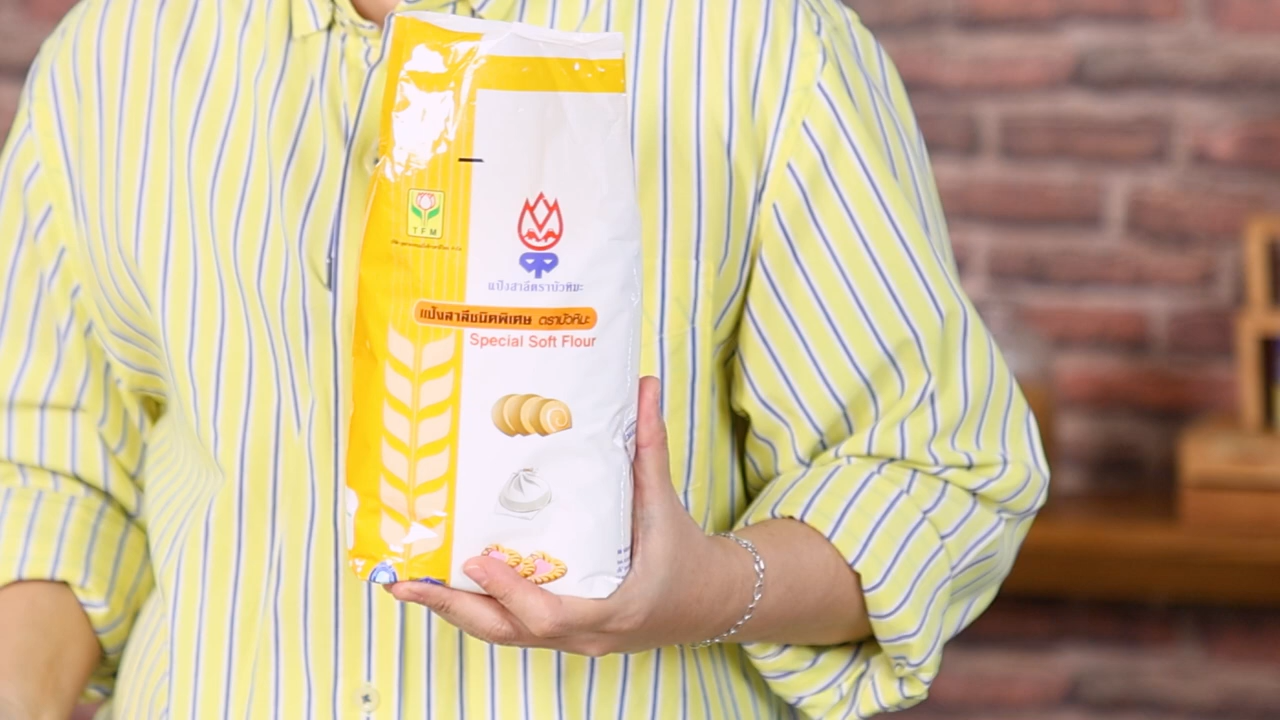 TFM
แป้งสาลีตราบัวหิมะ
แป้งสาลีชนิดพิเศษ ตราบัวหิมะ
Special Soft Flour